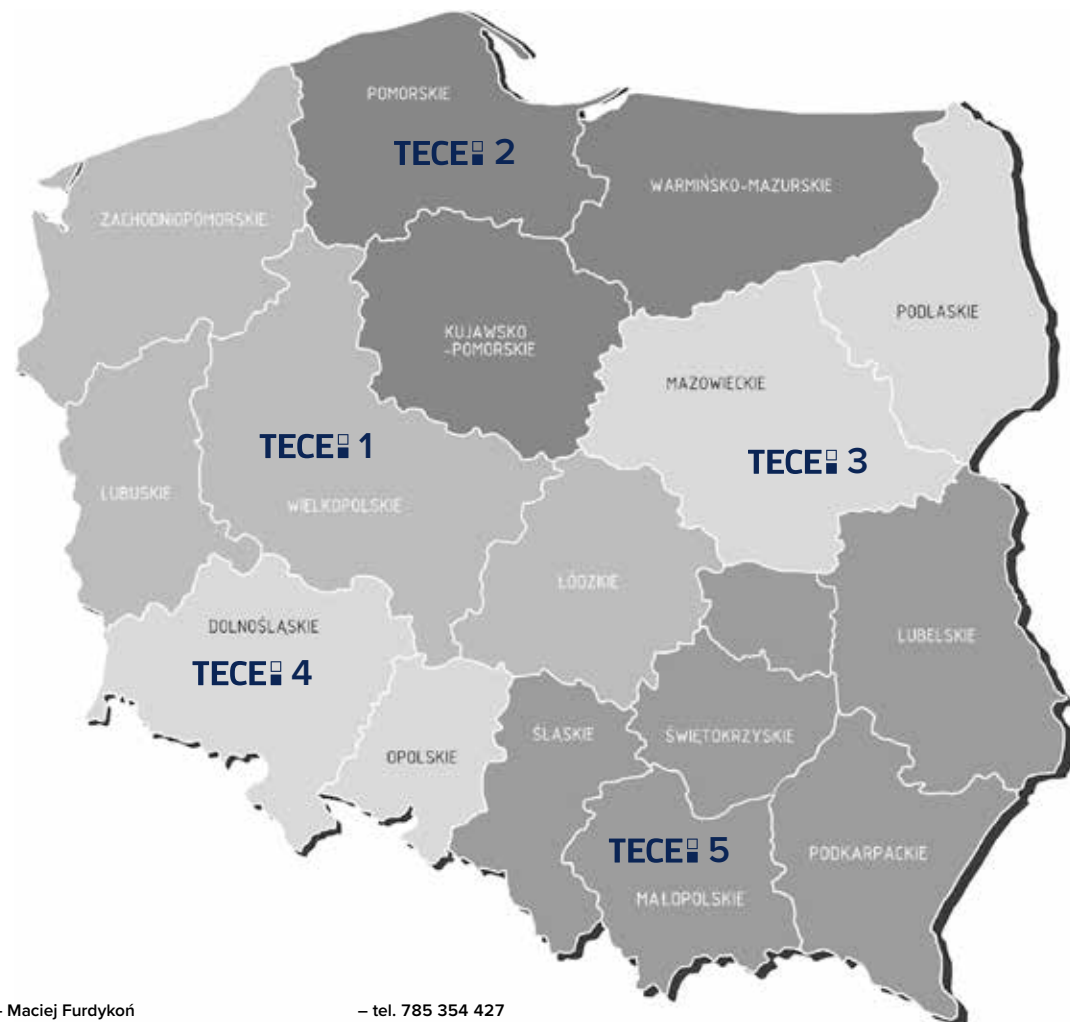 POMORSKIE
TECE 2
WARMIŃSKO-MAZURSKIE
ZACHODNIOPOMORSKIE
PODLASKIE
KUJAWSKO
-POMORSKIE
MAZOWIECKIE
TECE 1
TECE 3
LUBUSKIE
WIELKOPOLSKIE
ŁÓDZKIE
DOLNOŚLĄSKIE
LUBELSKIE
TECE 4
ŚLĄSKIE
ŚWIĘTOKRZYSKIE
OPOLSKIE
TECE 5
PODKARPACKIE
MAŁOPOLSKIE
– Maciej Furdykoń – tel. 785 354 427